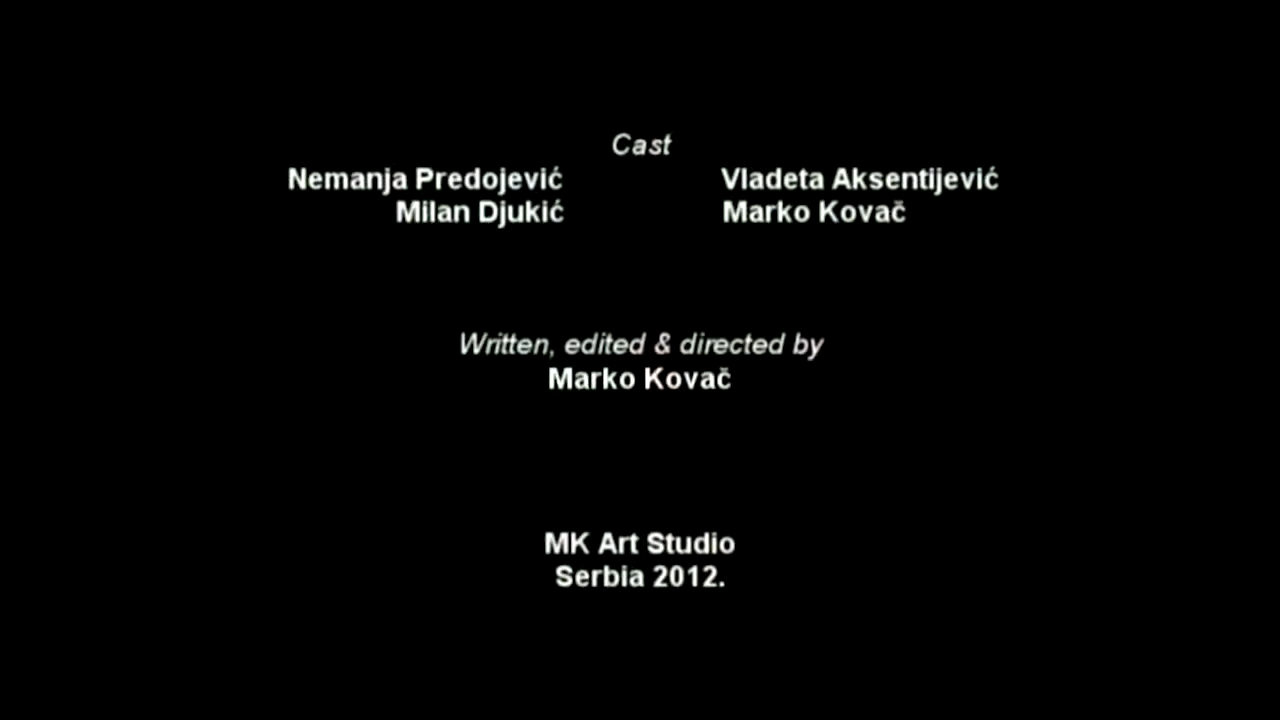 Cast
Nemanja Predojević Vladeta Aksentijević
Milan Djukić Marko Kovač
Written, edited & directed by
Marko Kovač
MK Art Studio
Serbia 2012.